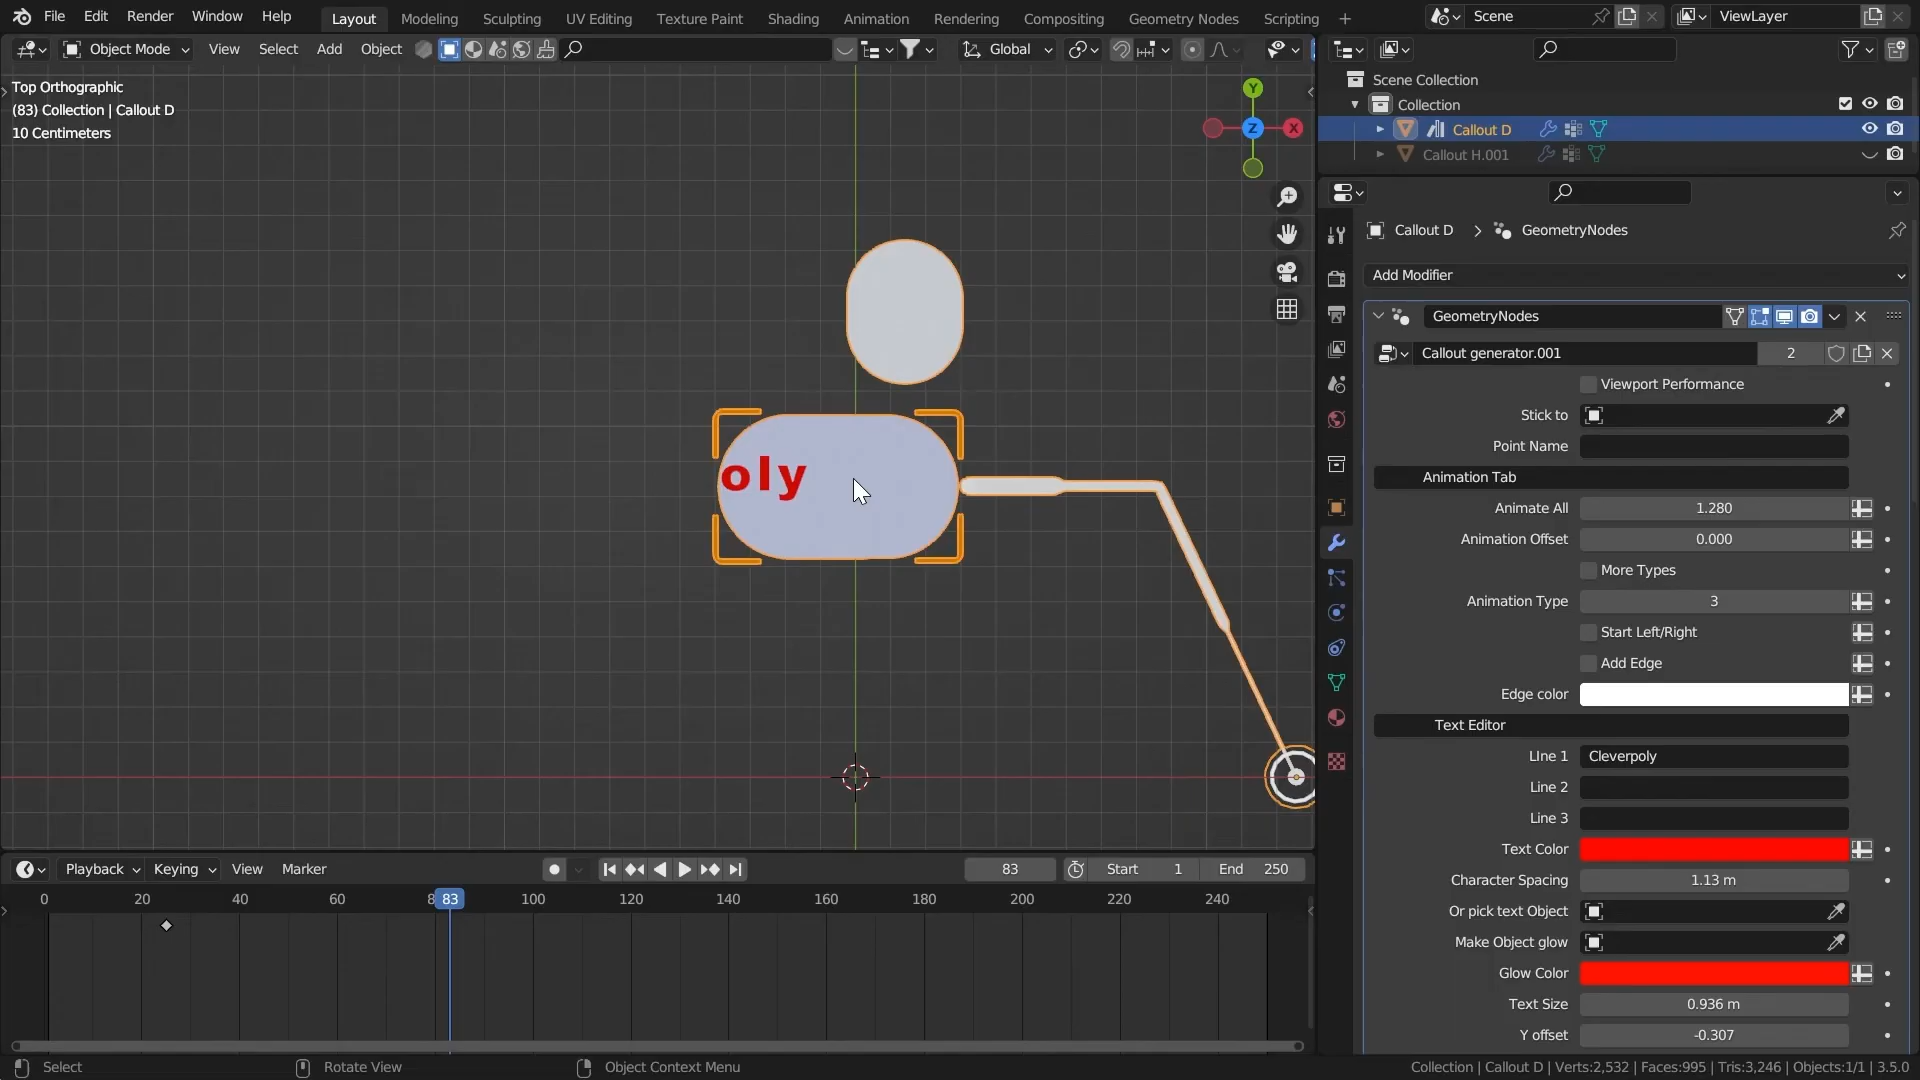 File Edit Render Window Help Layout Modeling Sculpting UV Editing Texture Paint Shading Animation Rendering Compositing Geometry Nodes Scripting + Scene ViewLayer
Object Mode View Select Add Object Global
Top Orthographic
(83) Collection | Callout D
10 Centimeters
Y
Z
X
oly
Scene Collection
Collection
Callout D
Callout H.001
Callout D > GeometryNodes
Add Modifier
GeometryNodes
Callout generator.001 2
Viewport Performance
Stick to
Point Name
Animation Tab
Animate All 1.280
Animation Offset 0.000
More Types
Animation Type 3
Start Left/Right
Add Edge
Edge color
Text Editor
LIne 1 Cleverpoly
Line 2
Line 3
Text Color
Character Spacing 1.13 m
Or pick text Object
Make Object glow
Glow Color
Text Size 0.936 m
Y offset -0.307
Playback Keying View Marker 83 Start 1 End 250
0 20 40 60 8 83 100 120 140 160 180 200 220 240
Select Rotate View Object Context Menu Collection | Callout D | Verts:2,532 | Faces:995 | Tris:3,246 | Objects:1/1 | 3.5.0